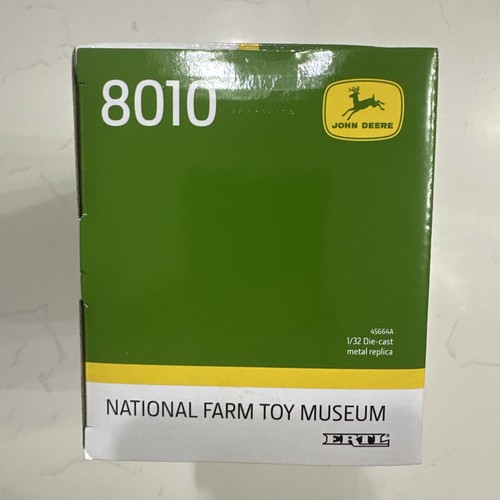 8010
JOHN DEERE
45664A
1/32 Die-cast
metal replica
NATIONAL FARM TOY MUSEUM
ERTL